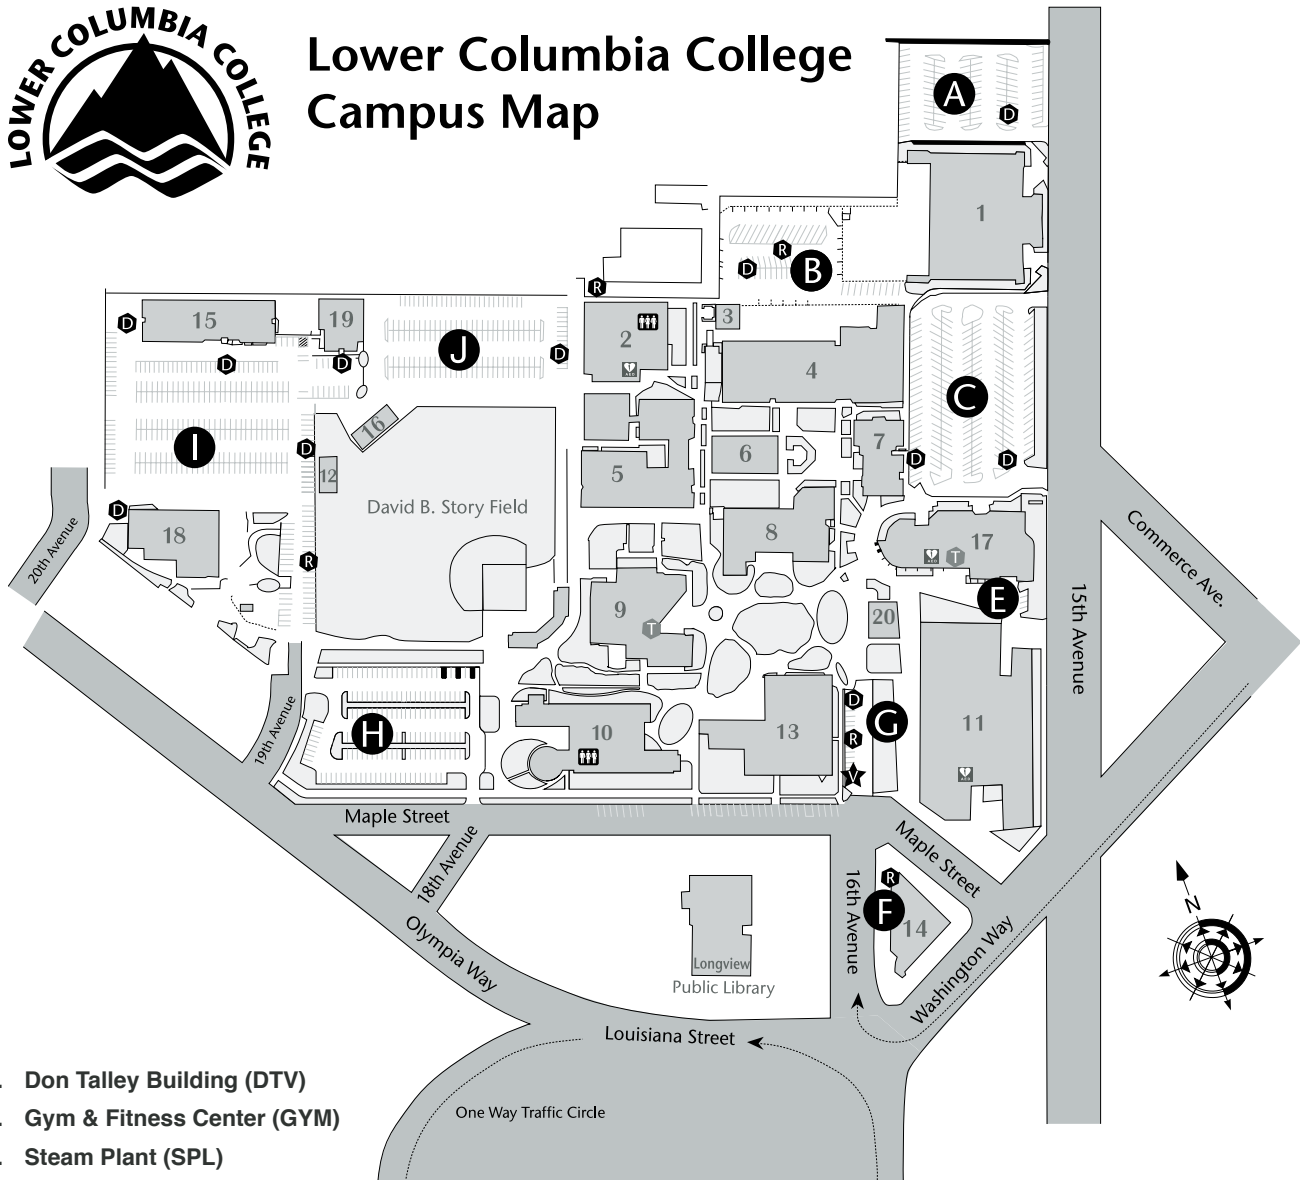 LOWER COLUMBIA COLLEGE
Lower Columbia College
Campus Map
A
D
1
R
D
B
R
D
15
19
2
3
D
D
J
D
4
C
I
16
D
12
5
6
7
D
D
David B. Story Field
D
18
8
17
T
20th Avenue
R
E
Commerce Ave.
15th Avenue
9
T
20
19th Avenue
H
10
13
D
G
R
V
11
Maple Street
18th Avenue
Maple Street
16th Avenue
R
F
14
N
Olympia Way
Longview
Public Library
Washington Way
Louisiana Street
One Way Traffic Circle
. Don Talley Building (DTV)
. Gym & Fitness Center (GYM)
. Steam Plant (SPL)